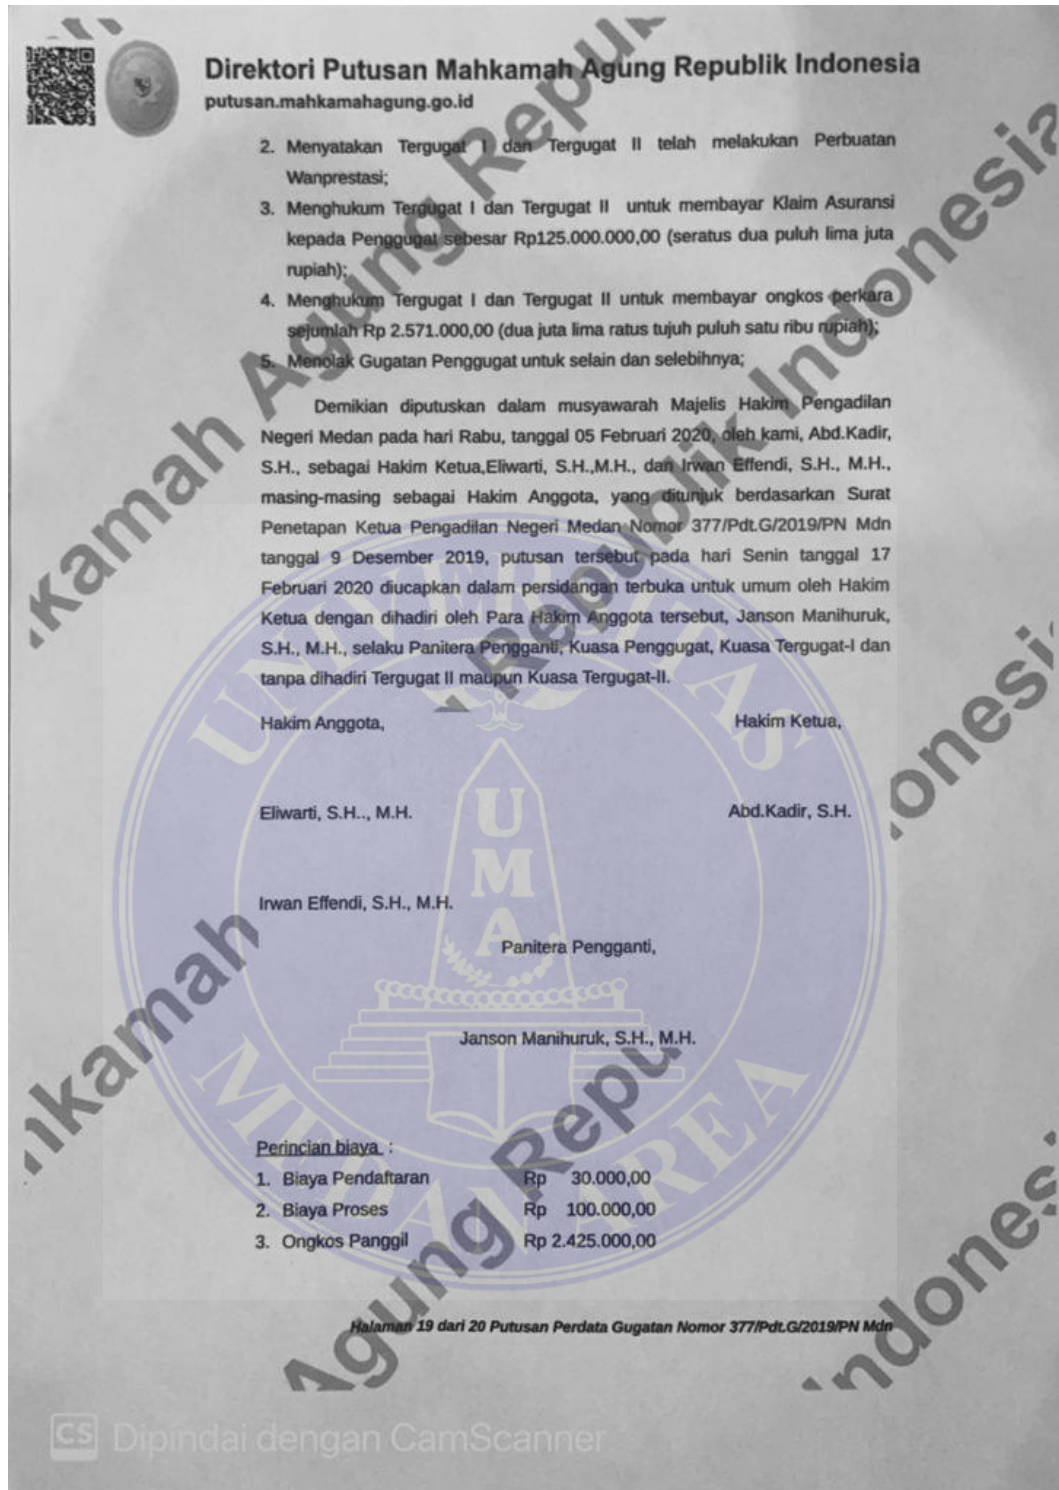 Direktori Putusan Mahkamah Agung Republik Indonesia
putusan.mahkamahagung.go.id
2. Menyatakan Tergugat I dan Tergugat II telah melakukan Perbuatan
Wanprestasi;
3. Menghukum Tergugat I dan Tergugat II untuk membayar Klaim Asuransi
kepada Penggugat sebesar Rp125.000.000,00 (seratus dua puluh lima juta
rupiah);
4. Menghukum Tergugat I dan Tergugat II untuk membayar ongkos perkara
sejumlah Rp 2.571.000,00 (dua juta lima ratus tujuh puluh satu ribu rupiah);
5. Menolak Gugatan Penggugat untuk selain dan selebihnya;
Demikian diputuskan dalam musyawarah Majelis Hakim Pengadilan
Negeri Medan pada hari Rabu, tanggal 05 Februari 2020, oleh kami, Abd.Kadir,
S.H., sebagai Hakim Ketua,Eliwarti, S.H.,M.H., dan Irwan Effendi, S.H., M.H.,
masing-masing sebagai Hakim Anggota, yang ditunjuk berdasarkan Surat
Penetapan Ketua Pengadilan Negeri Medan Nomor 377/Pdt.G/2019/PN Mdn
tanggal 9 Desember 2019, putusan tersebut pada hari Senin tanggal 17
Februari 2020 diucapkan dalam persidangan terbuka untuk umum oleh Hakim
Ketua dengan dihadiri oleh Para Hakim Anggota tersebut, Janson Manihuruk,
S.H., M.H., selaku Panitera Pengganti, Kuasa Penggugat, Kuasa Tergugat-I dan
tanpa dihadiri Tergugat II maupun Kuasa Tergugat-II.
Hakim Anggota, Hakim Ketua,
Eliwarti, S.H.., M.H. Abd.Kadir, S.H.
Irwan Effendi, S.H., M.H.
Panitera Pengganti,
Janson Manihuruk, S.H., M.H.
Perincian biaya :
1. Biaya Pendaftaran Rp 30.000,00
2. Biaya Proses Rp 100.000,00
3. Ongkos Panggil Rp 2.425.000,00
Halaman 19 dari 20 Putusan Perdata Gugatan Nomor 377/Pdt.G/2019/PN Mdn
UNIVERSITAS
UMA
MEDAN AREA
CS Dipindai dengan CamScanner